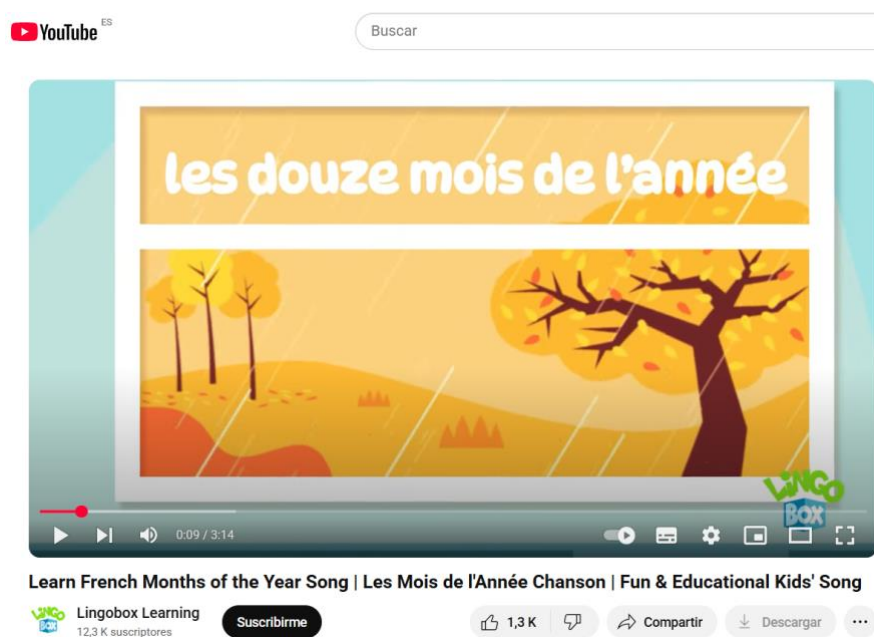 YouTube ES
Buscar
les douze mois de l'année
LiNGO
BOX
0:09 / 3:14
Learn French Months of the Year Song | Les Mois de l'Année Chanson | Fun & Educational Kids' Song
LiNGO
BOX
Lingobox Learning
12,3 K suscriptores
Suscribirme
1,3 K
Compartir
Descargar